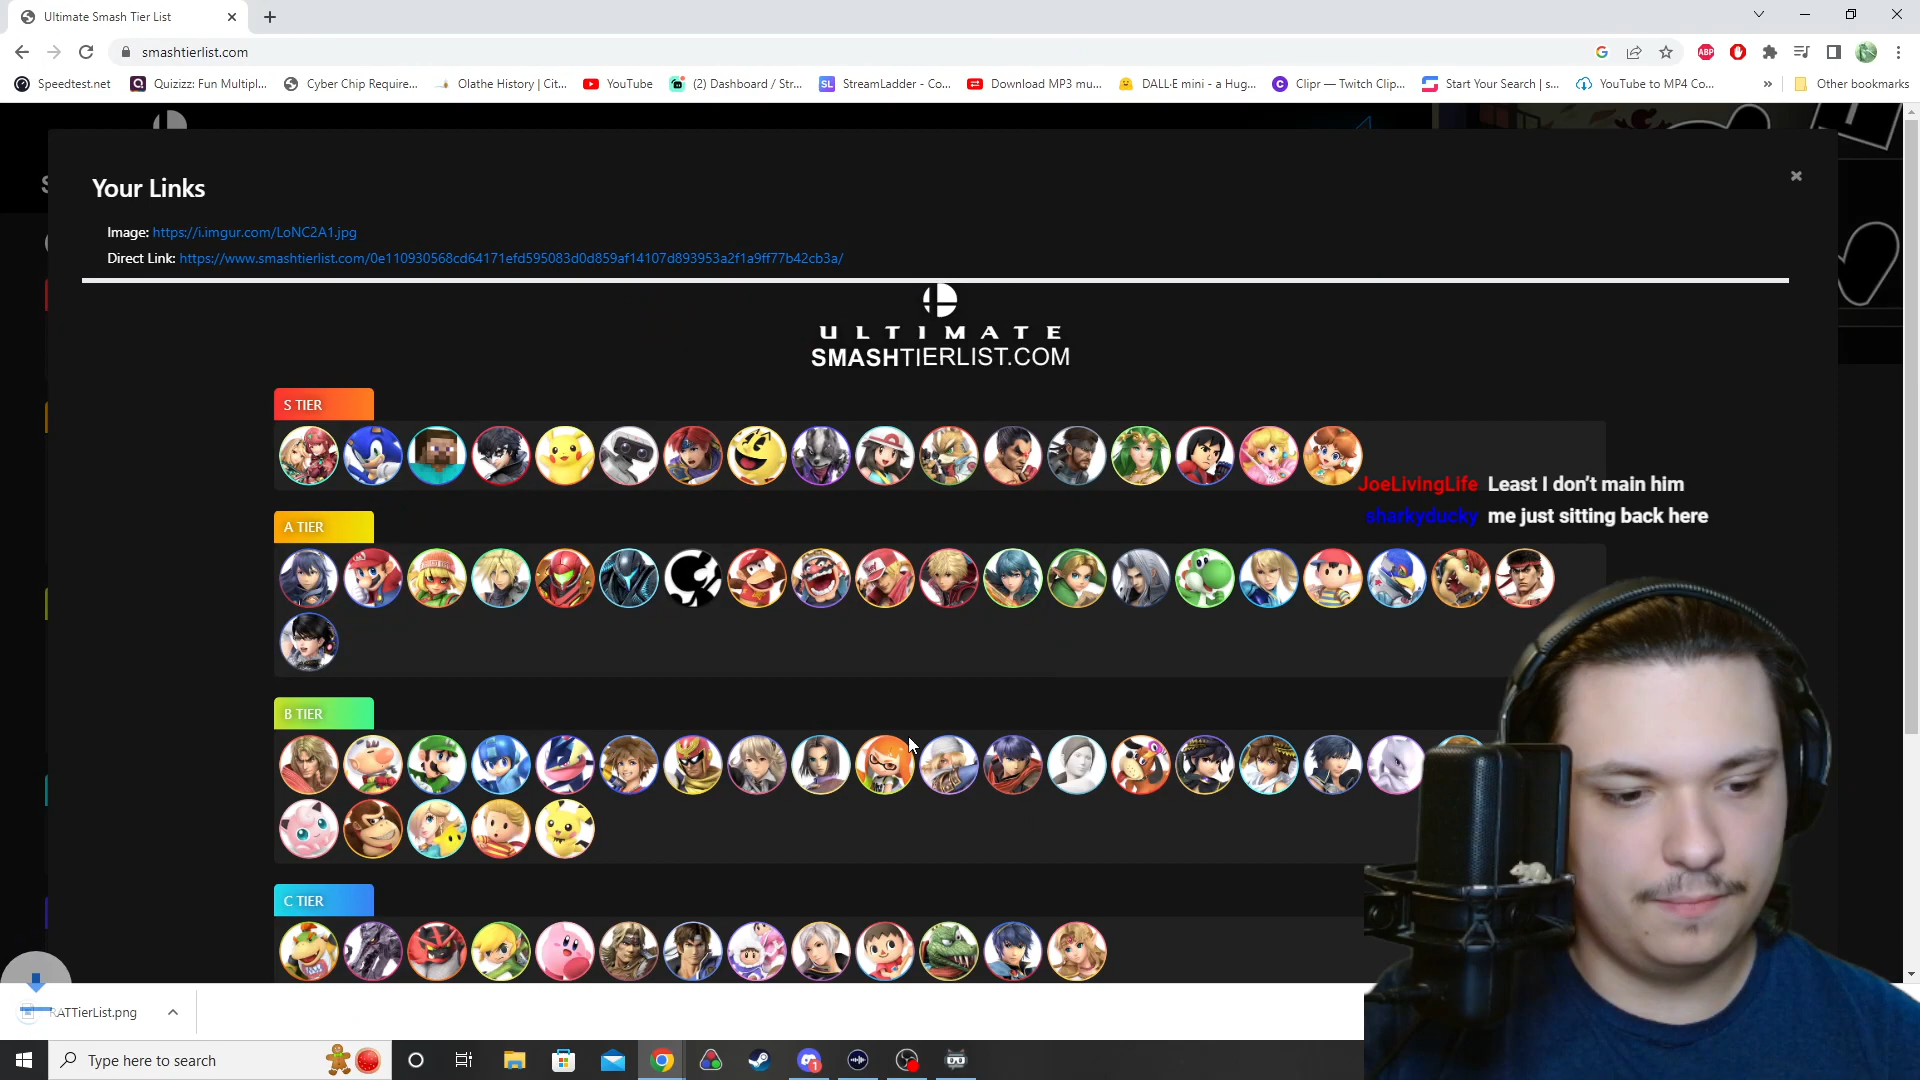 Ultimate Smash Tier List
smashtierlist.com
Speedtest.net
Quizizz: Fun Multipl...
Cyber Chip Require...
Olathe History | Cit...
YouTube
(2) Dashboard / Str...
StreamLadder - Co...
Download MP3 mu...
DALL·E mini - a Hug...
Clipr — Twitch Clip...
Start Your Search | s...
YouTube to MP4 Co...
Other bookmarks
Your Links
Image: https://i.imgur.com/LoNC2A1.jpg
Direct Link: https://www.smashtierlist.com/0e110930568cd64171efd595083d0d859af14107d893953a2f1a9ff77b42cb3a/
ULTIMATE
SMASHTIERLIST.COM
S TIER
JoeLivIngLife Least I don't main him
sharkyducky me just sitting back here
A TIER
B TIER
C TIER
RATTierList.png
Type here to search